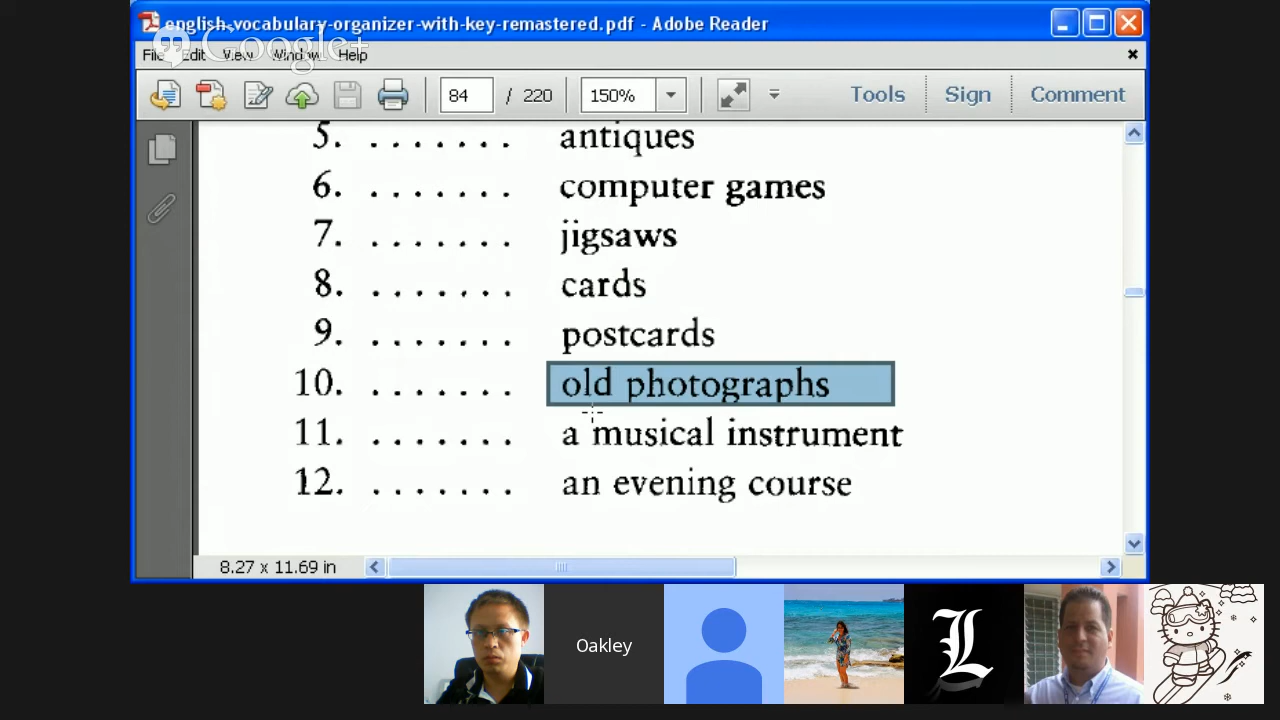 english-vocabulary-organizer-with-key-remastered.pdf - Adobe Reader
Google+
File Edit View Window Help
84 / 220 150% Tools Sign Comment
5. . . . . . . . antiques
6. . . . . . . . computer games
7. . . . . . . . jigsaws
8. . . . . . . . cards
9. . . . . . . . postcards
10. . . . . . . . old photographs
11. . . . . . . . a musical instrument
12. . . . . . . . an evening course
8.27 x 11.69 in
Oakley
L